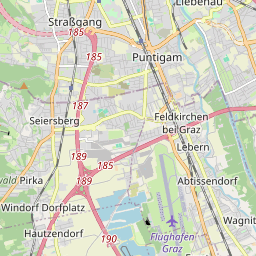 Straßgang
Liebenau
185
Puntigam
185
187
Feldkirchen
bei Graz
Seiersberg
189
185
Lebern
Pirka
189
Abtissendorf
Windorf Dorfplatz
Wagnit
Hautzendorf
190
Flughafen
Graz